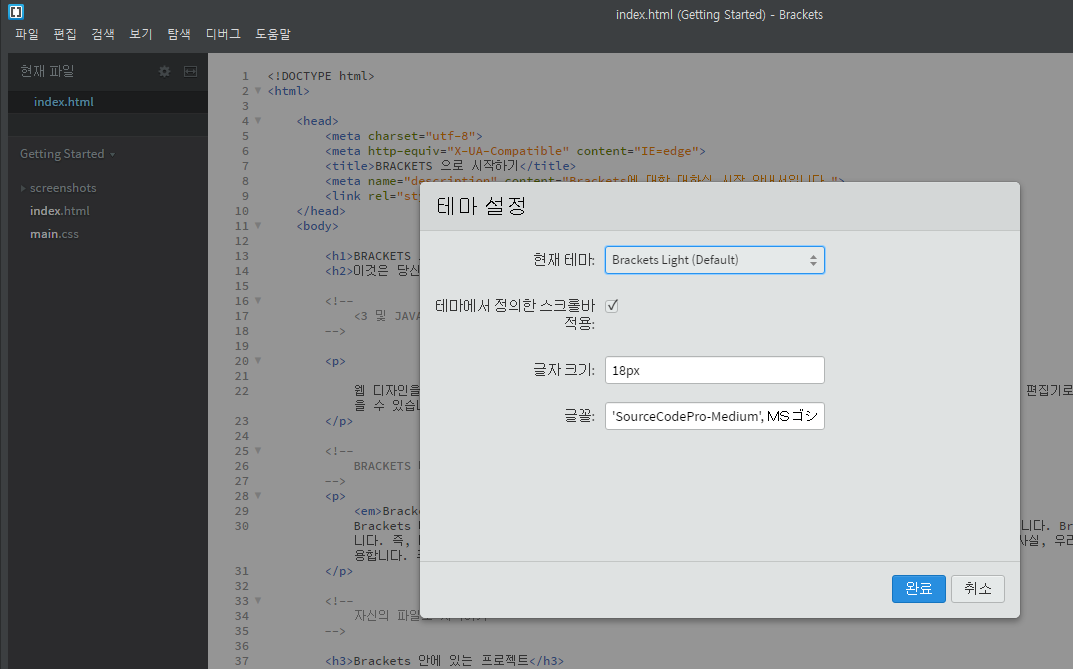 index.html (Getting Started) - Brackets
파일 편집 검색 보기 탐색 디버그 도움말
현재 파일
index.html
Getting Started
screenshots
index.html
main.css
1 <!DOCTYPE html>
2 <html>
3
4 <head>
5 <meta charset="utf-8">
6 <meta http-equiv="X-UA-Compatible" content="IE=edge">
7 <title>BRACKETS 으로 시작하기</title>
8 <meta name="description" content="Brackets에 대한 대화식 시작 안내서입니다.">
9 <link rel="st
10 </head>
11 <body>
12
13 <h1>BRACKETS
14 <h2>이것은 당신
15
16 <!--
17 <3 및 JAVA
18 -->
19
20 <p>
21
22 웹 디자인을 편집기로
을 수 있습니
23 </p>
24
25 <!--
26 BRACKETS
27 -->
28 <p>
29 <em>Brack
30 Brackets 니다. Br
니다. 즉, 사실, 우리
용합니다.
31 </p>
32
33 <!--
34 자신의 파일
35 -->
36
37 <h3>Brackets 안에 있는 프로젝트</h3>
테마 설정
현재 테마: Brackets Light (Default)
테마에서 정의한 스크롤바
적용:
글자 크기: 18px
글꼴: 'SourceCodePro-Medium', MSゴシ
완료 취소